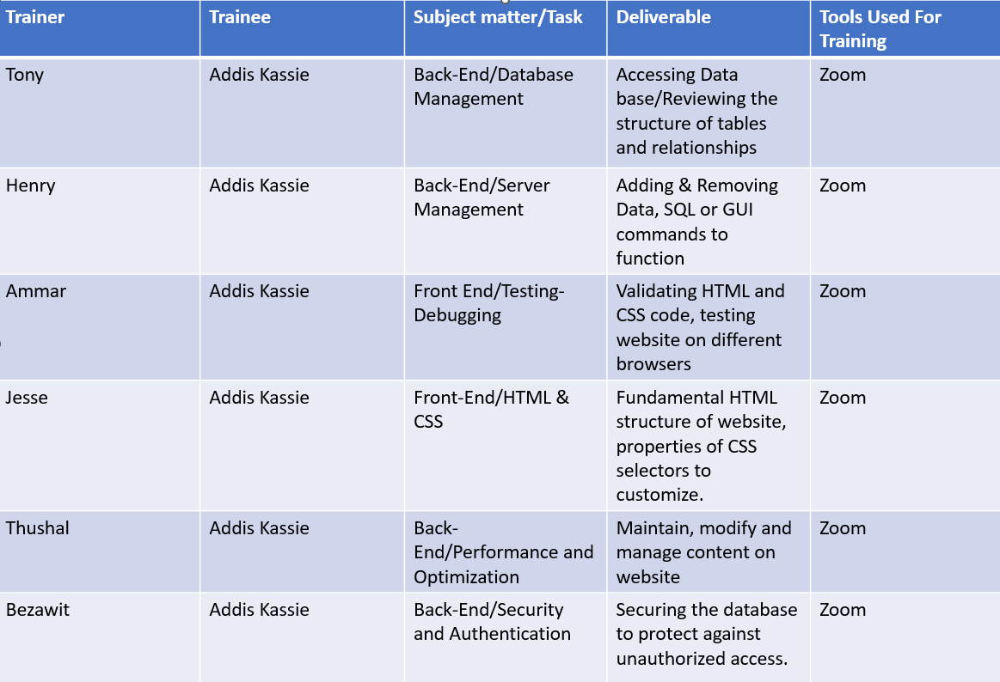 Trainer
Trainee
Subject matter/Task
Deliverable
Tools Used For
Training
Tony
Addis Kassie
Back-End/Database
Management
Accessing Data
base/Reviewing the
structure of tables
and relationships
Zoom
Henry
Addis Kassie
Back-End/Server
Management
Adding & Removing
Data, SQL or GUI
commands to
function
Zoom
Ammar
Addis Kassie
Front End/Testing-
Debugging
Validating HTML and
CSS code, testing
website on different
browsers
Zoom
Jesse
Addis Kassie
Front-End/HTML &
CSS
Fundamental HTML
structure of website,
properties of CSS
selectors to
customize.
Zoom
Thushal
Addis Kassie
Back-
End/Performance and
Optimization
Maintain, modify and
manage content on
website
Zoom
Bezawit
Addis Kassie
Back-End/Security
and Authentication
Securing the database
to protect against
unauthorized access.
Zoom